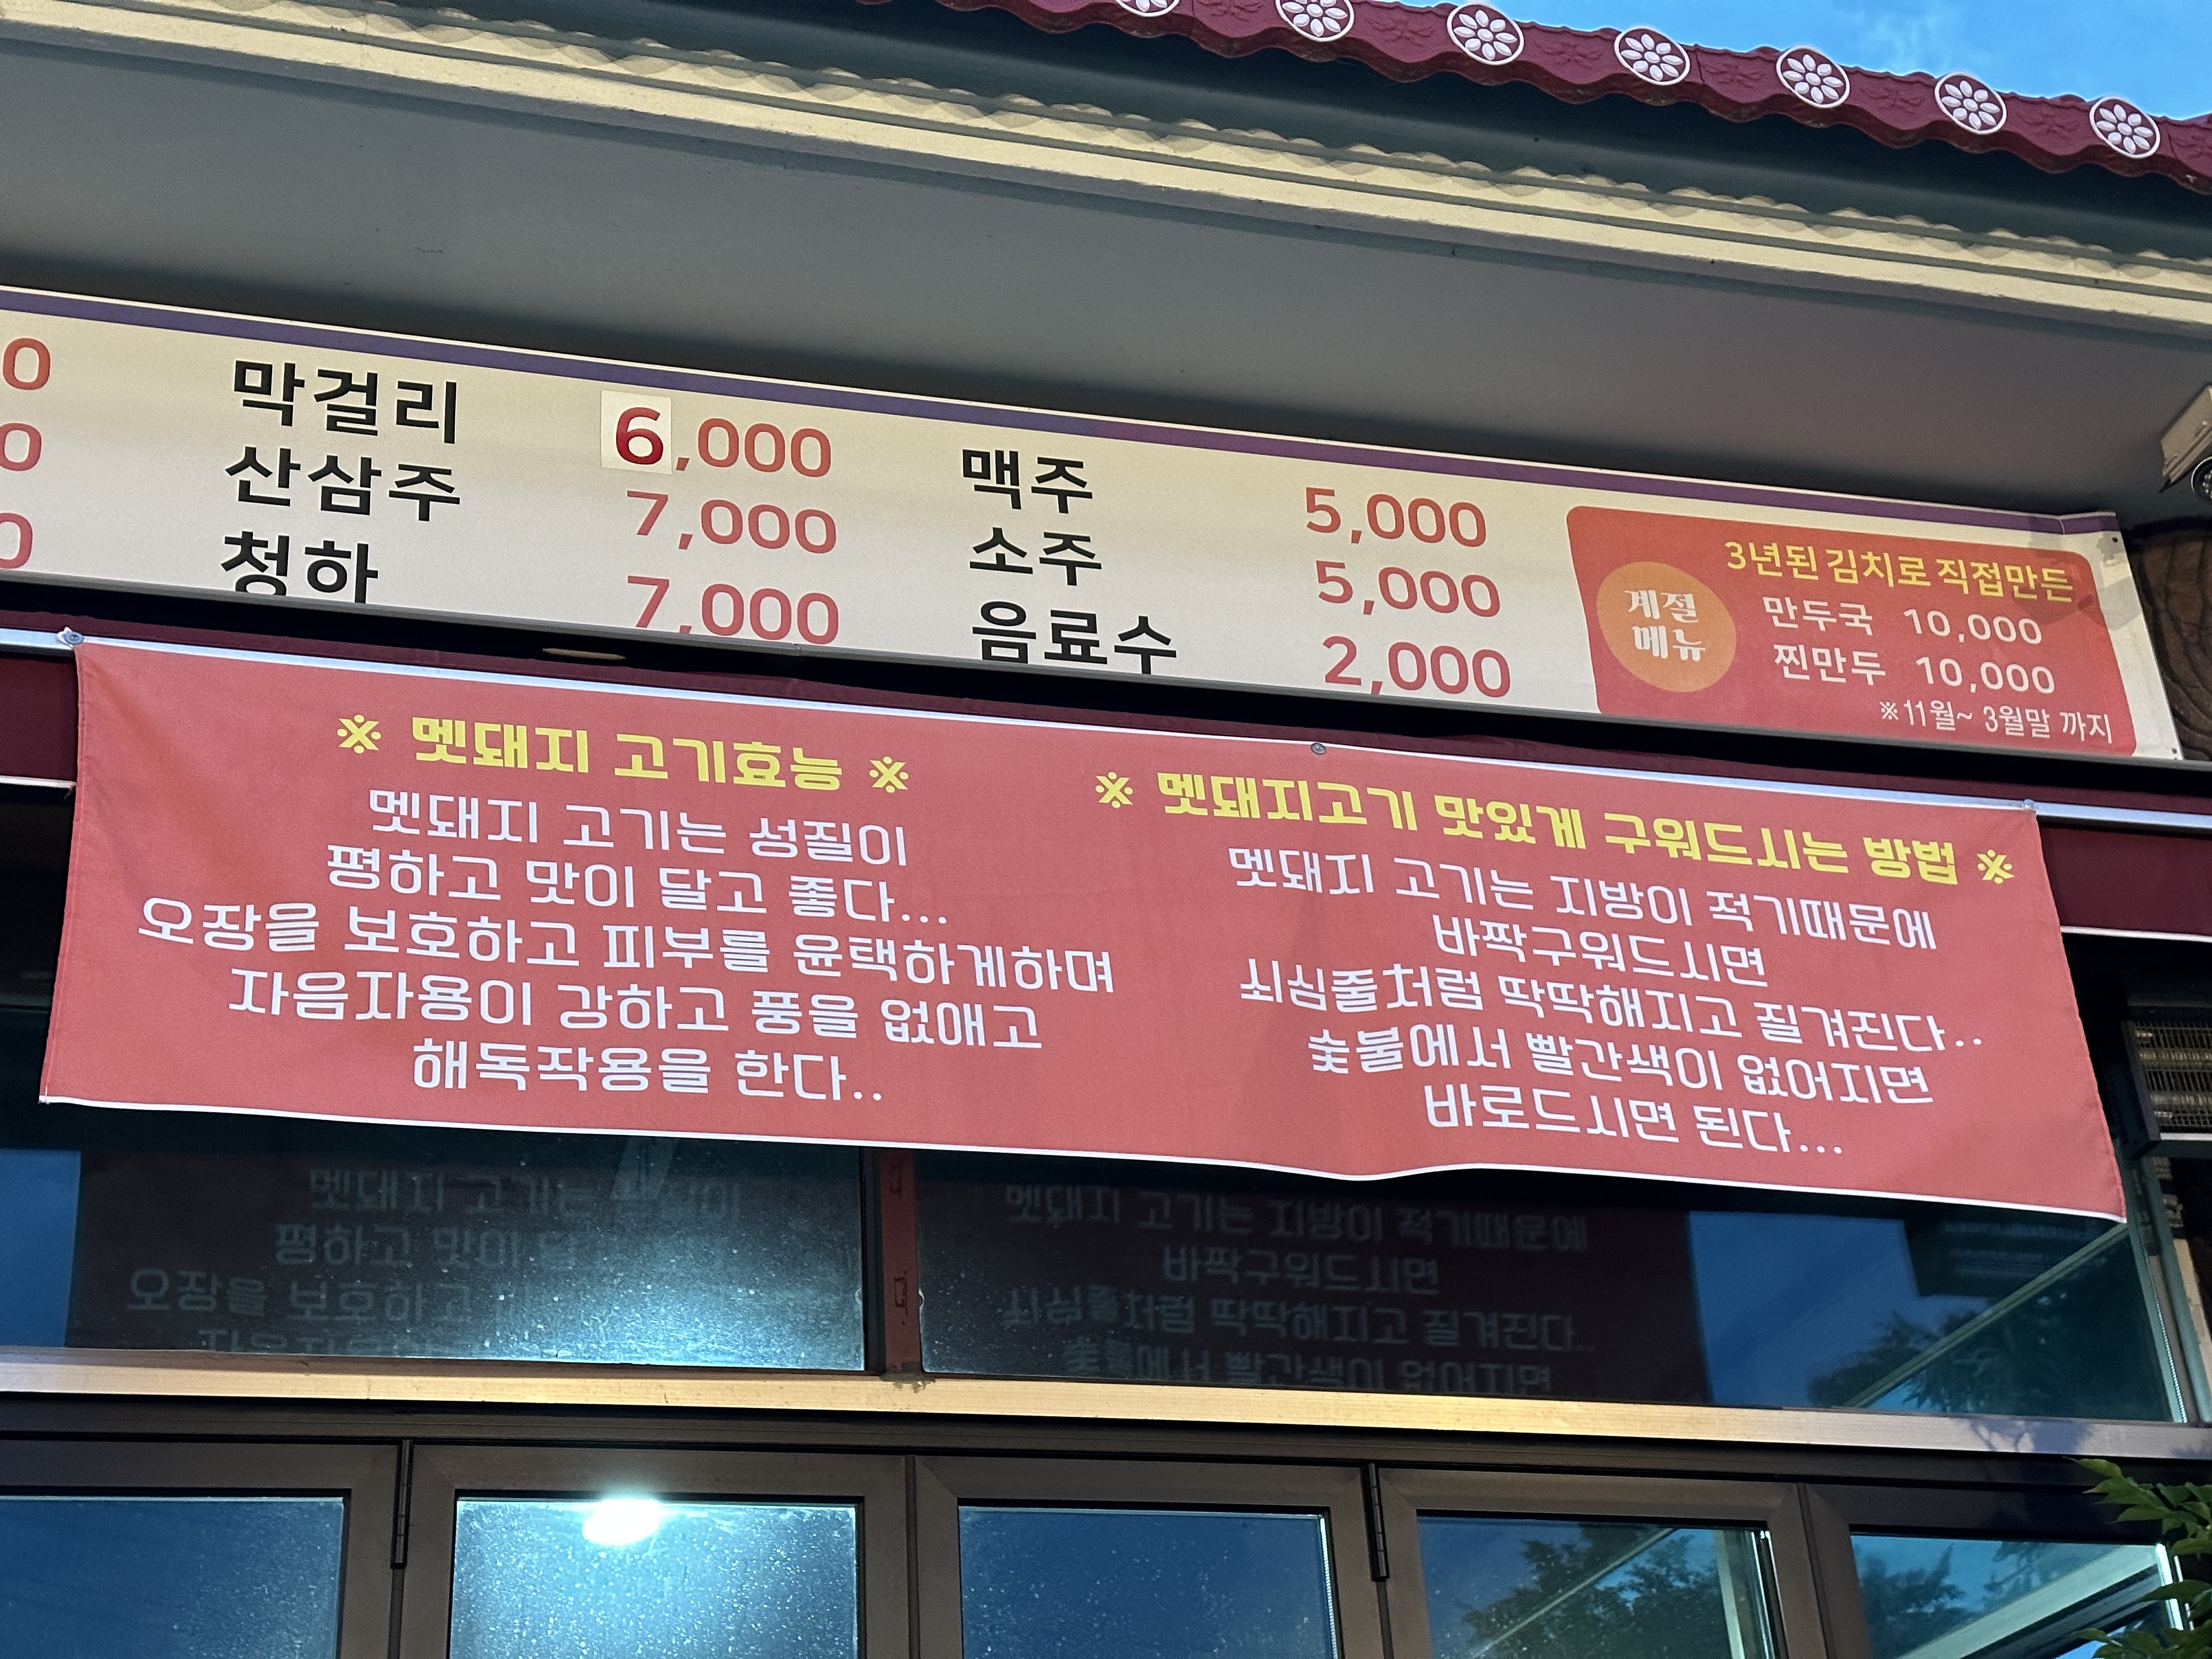 막걸리 6,000
산삼주 7,000
청하 7,000
맥주 5,000
소주 5,000
음료수 2,000
계절
메뉴
3년된 김치로 직접만든
만두국 10,000
찐만두 10,000
※11월~ 3월말 까지
※ 멧돼지 고기효능 ※
멧돼지 고기는 성질이
평하고 맛이 달고 좋다...
오장을 보호하고 피부를 윤택하게하며
자음자용이 강하고 풍을 없애고
해독작용을 한다..
※ 멧돼지고기 맛있게 구워드시는 방법 ※
멧돼지 고기는 지방이 적기때문에
바짝구워드시면
쇠심줄처럼 딱딱해지고 질겨진다..
숯불에서 빨간색이 없어지면
바로드시면 된다...